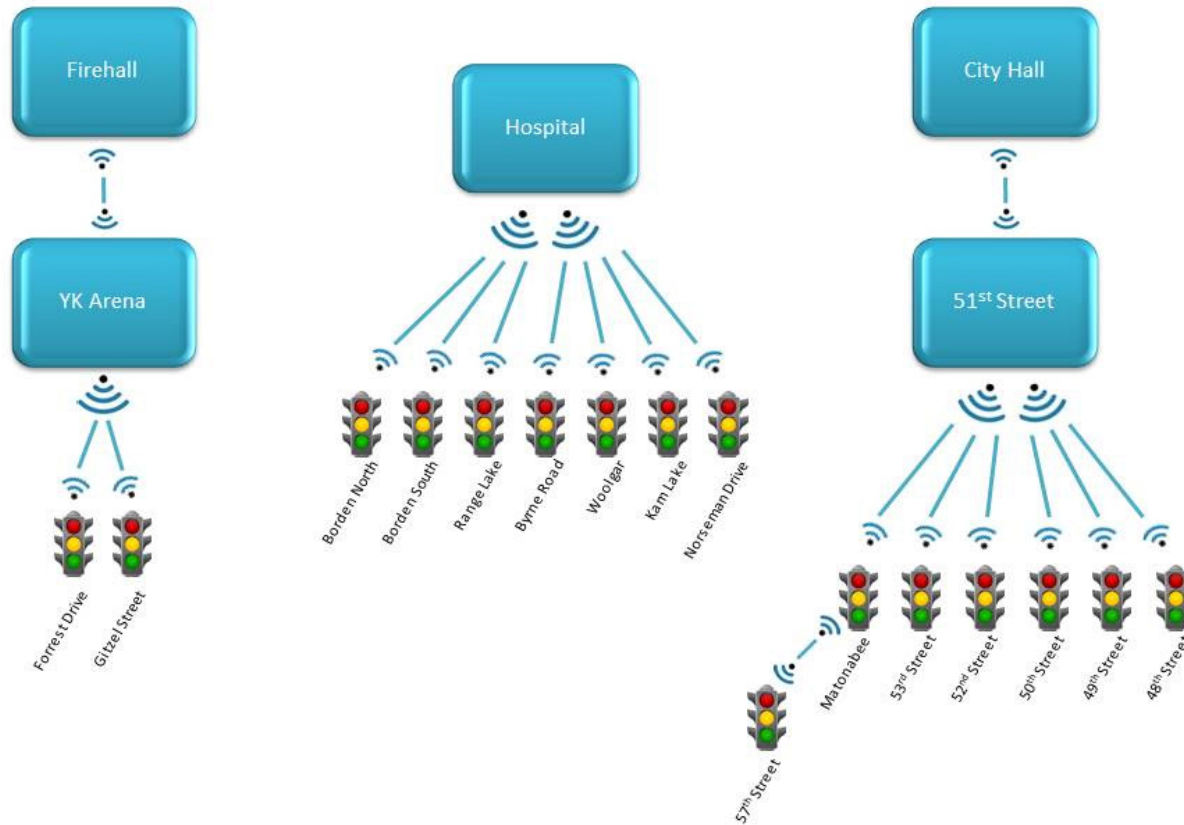 Firehall
Hospital
City Hall
YK Arena
51st Street
Borden North
Borden South
Range Lake
Byrne Road
Woolgar
Kam Lake
Norseman Drive
Forrest Drive
Gitzel Street
Matonabee
53rd Street
52nd Street
50th Street
49th Street
48th Street
57th Street